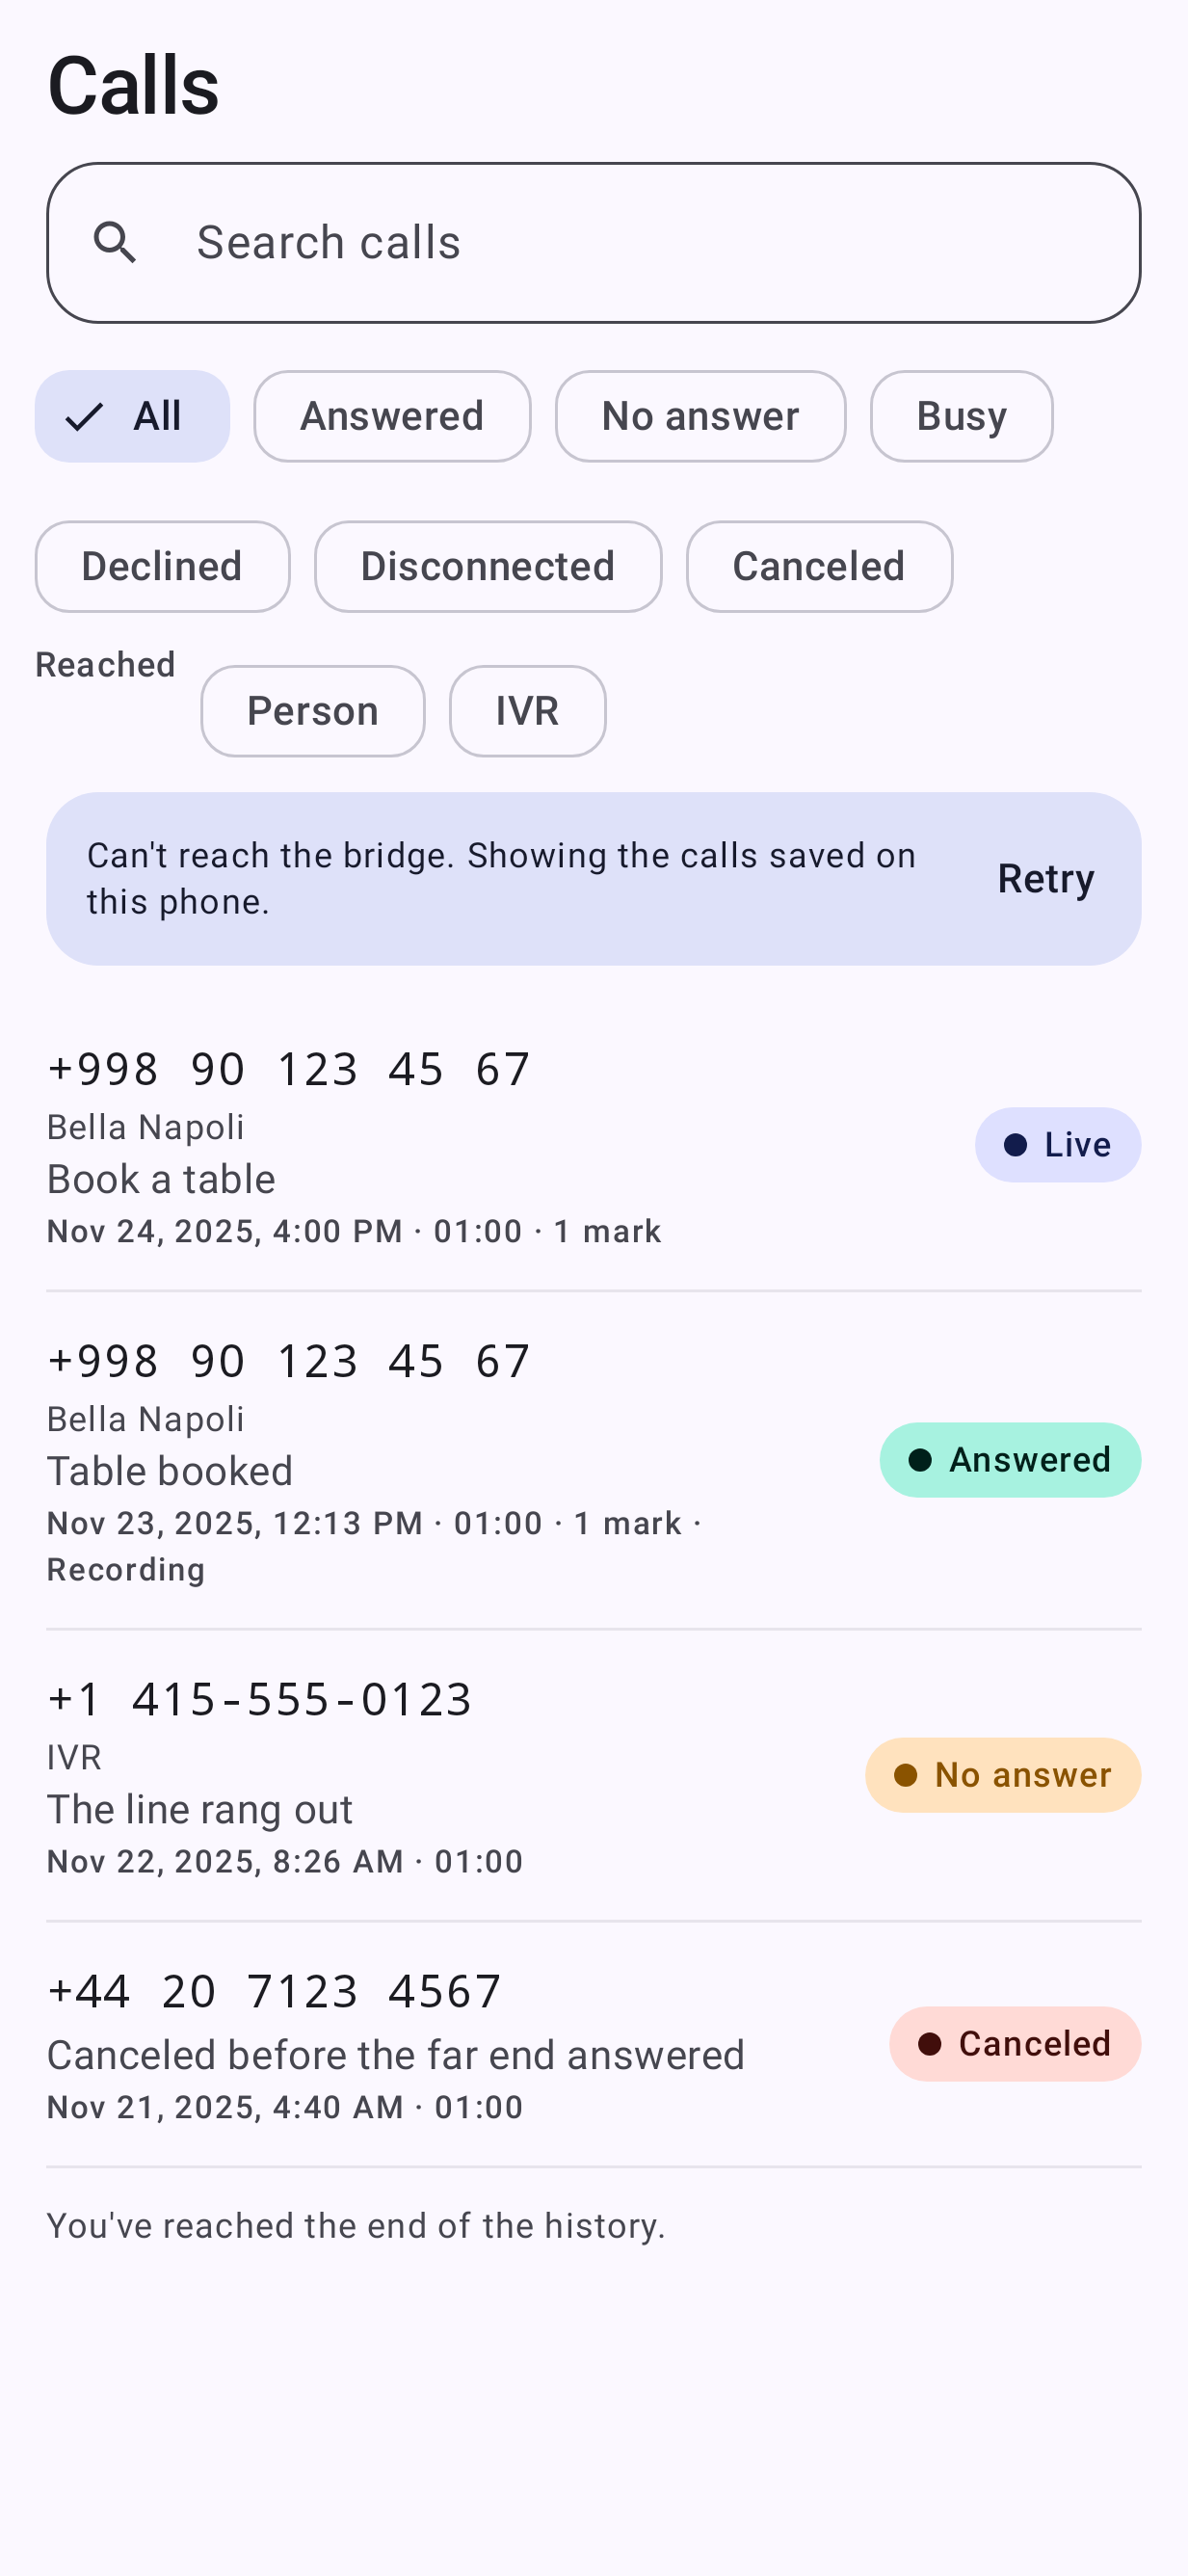 Calls
Search calls
All
Answered
No answer
Busy
Declined
Disconnected
Canceled
Reached
Person
IVR
Can't reach the bridge. Showing the calls saved on
this phone.
Retry
+998 90 123 45 67
Bella Napoli
Book a table
Nov 24, 2025, 4:00 PM · 01:00 · 1 mark
Live
+998 90 123 45 67
Bella Napoli
Table booked
Nov 23, 2025, 12:13 PM · 01:00 · 1 mark ·
Recording
Answered
+1 415-555-0123
IVR
The line rang out
Nov 22, 2025, 8:26 AM · 01:00
No answer
+44 20 7123 4567
Canceled before the far end answered
Nov 21, 2025, 4:40 AM · 01:00
Canceled
You've reached the end of the history.